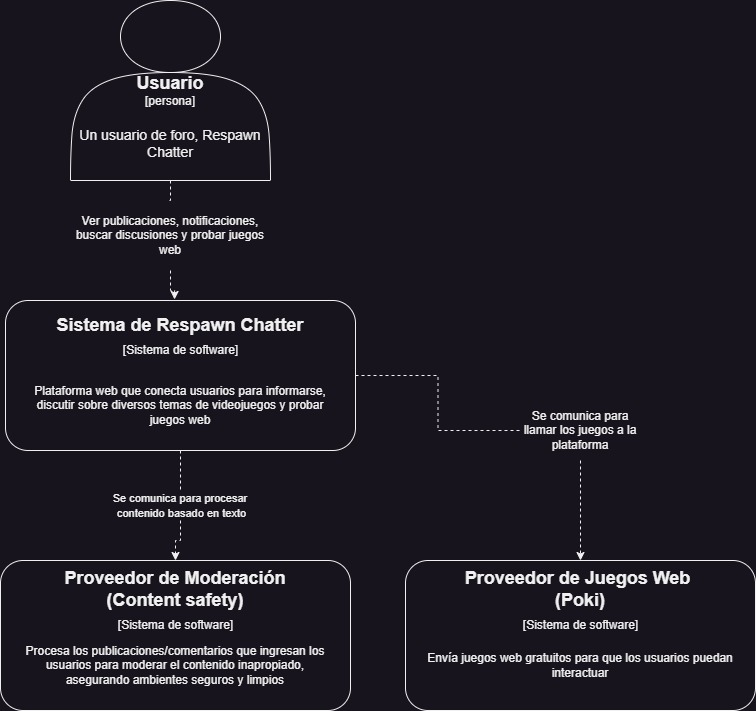 Usuario
[persona]
Un usuario de foro, Respawn
Chatter
Ver publicaciones, notificaciones,
buscar discusiones y probar juegos
web
Sistema de Respawn Chatter
[Sistema de software]
Plataforma web que conecta usuarios para informarse,
discutir sobre diversos temas de videojuegos y probar
juegos web
Se comunica para
llamar los juegos a la
plataforma
Se comunica para procesar
contenido basado en texto
Proveedor de Moderación
(Content safety)
[Sistema de software]
Procesa los publicaciones/comentarios que ingresan los
usuarios para moderar el contenido inapropiado,
asegurando ambientes seguros y limpios
Proveedor de Juegos Web
(Poki)
[Sistema de software]
Envía juegos web gratuitos para que los usuarios puedan
interactuar